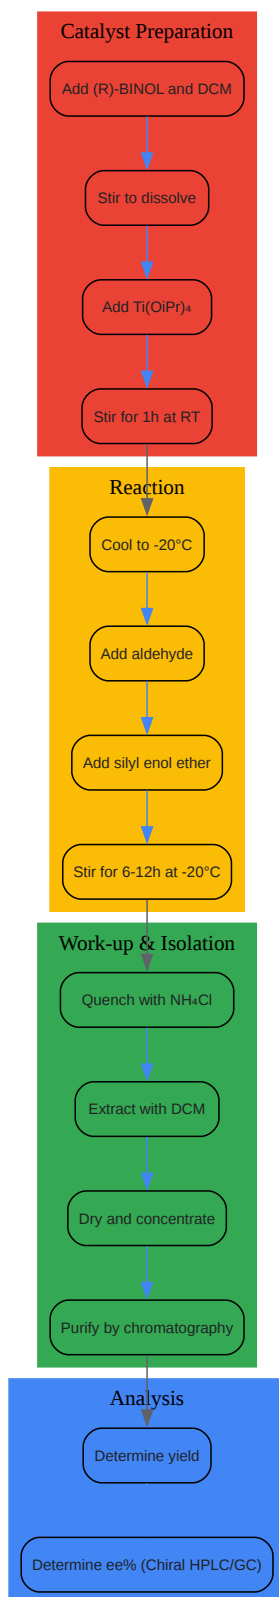 Catalyst Preparation
Add (R)-BINOL and DCM
Stir to dissolve
Add Ti(OiPr)₄
Stir for 1h at RT
Reaction
Cool to -20°C
Add aldehyde
Add silyl enol ether
Stir for 6-12h at -20°C
Work-up & Isolation
Quench with NH₄Cl
Extract with DCM
Dry and concentrate
Purify by chromatography
Analysis
Determine yield
Determine ee% (Chiral HPLC/GC)